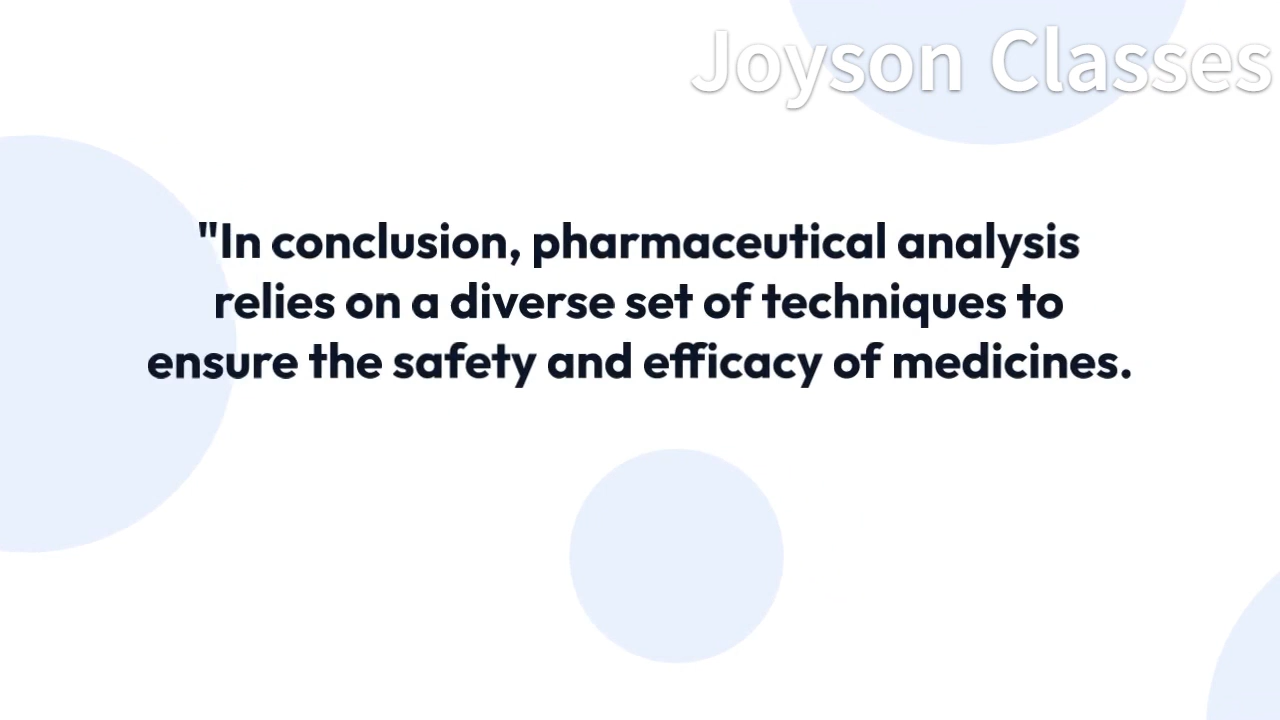 Joyson Classes
"In conclusion, pharmaceutical analysis
relies on a diverse set of techniques to
ensure the safety and efficacy of medicines.